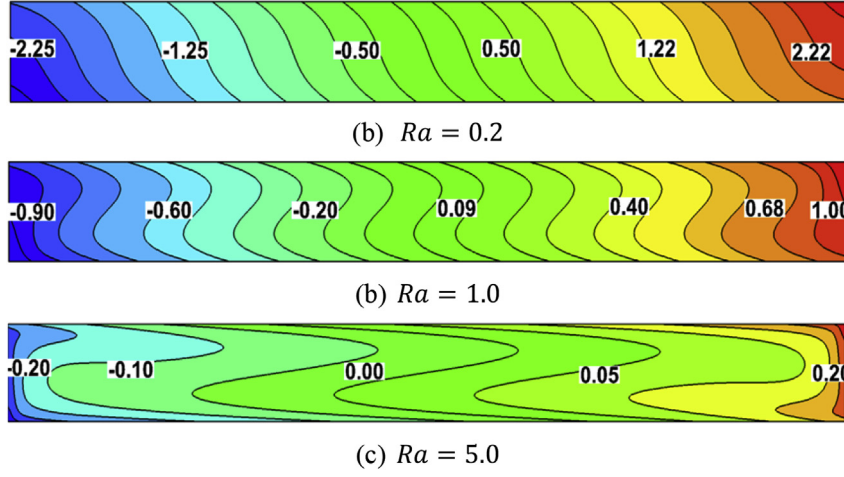 -2.25 -1.25 -0.50 0.50 1.22 2.22
(b) Ra = 0.2
-0.90 -0.60 -0.20 0.09 0.40 0.68 1.00
(b) Ra = 1.0
-0.20 -0.10 0.00 0.05 0.20
(c) Ra = 5.0